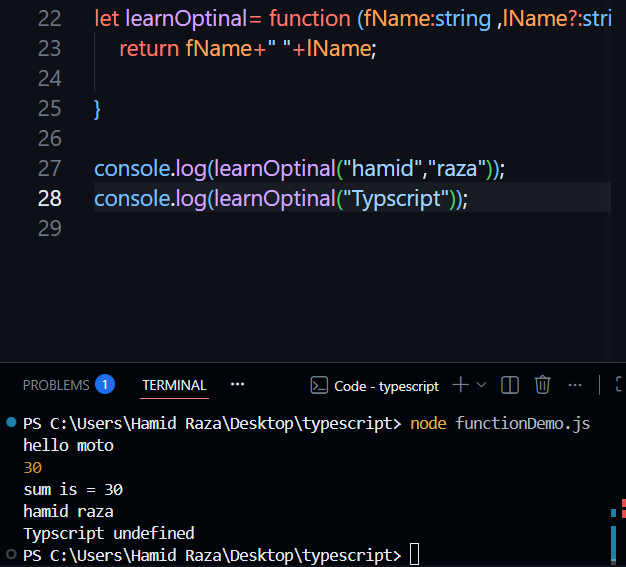 22 let learnOptinal= function (fName:string ,lName?:stri
23 return fName+" "+lName;
24
25 }
26
27 console.log(learnOptinal("hamid","raza"));
28 console.log(learnOptinal("Typscript"));
29
PROBLEMS 1 TERMINAL ··· Code - typescript ···
PS C:\Users\Hamid Raza\Desktop\typescript> node functionDemo.js
hello moto
30
sum is = 30
hamid raza
Typscript undefined
PS C:\Users\Hamid Raza\Desktop\typescript>